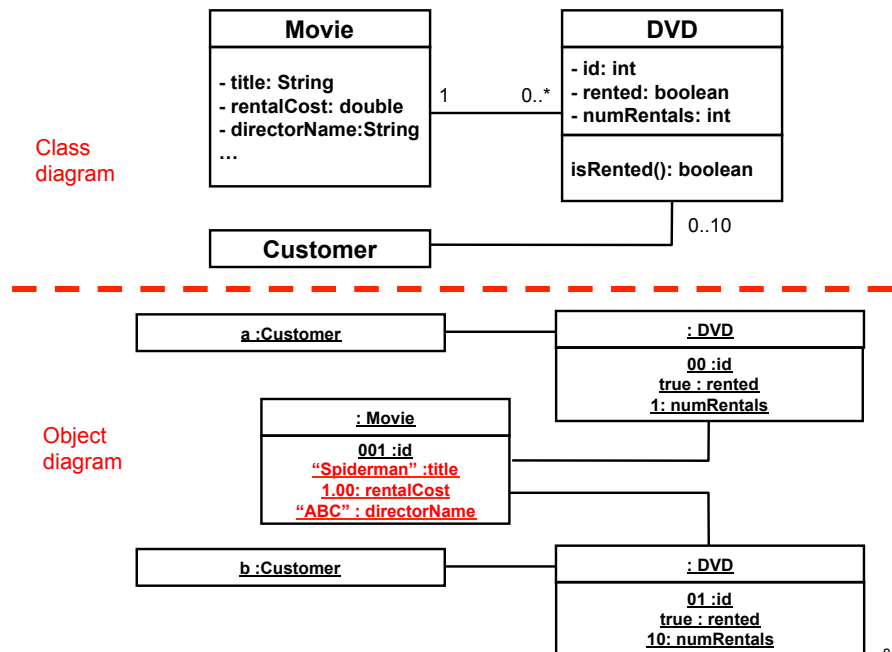 Movie
- title: String
- rentalCost: double
- directorName:String
...
1
0..*
DVD
- id: int
- rented: boolean
- numRentals: int
isRented(): boolean
0..10
Class
diagram
Customer
a :Customer
: DVD
00 :id
true : rented
1: numRentals
Object
diagram
: Movie
001 :id
“Spiderman” :title
1.00: rentalCost
“ABC” : directorName
b :Customer
: DVD
01 :id
true : rented
10: numRentals